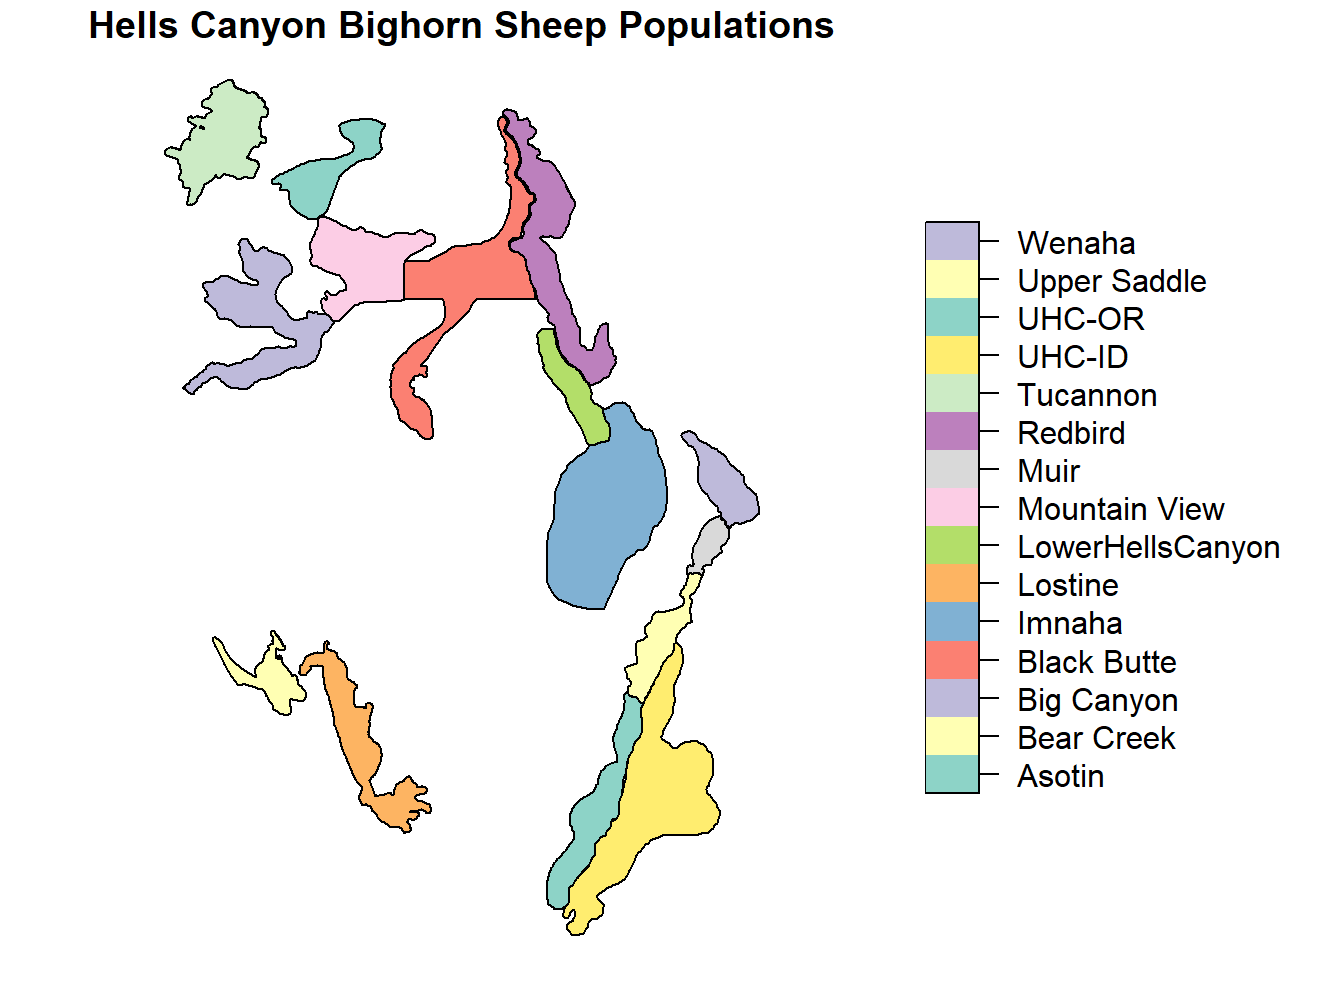 Hells Canyon Bighorn Sheep Populations
Wenaha
Upper Saddle
UHC-OR
UHC-ID
Tucannon
Redbird
Muir
Mountain View
LowerHellsCanyon
Lostine
Imnaha
Black Butte
Big Canyon
Bear Creek
Asotin